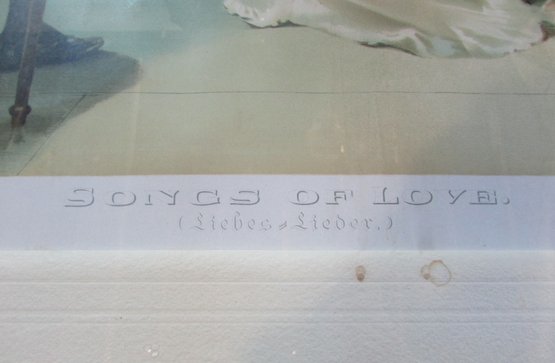 SONGS OF LOVE.
(Liebes=Lieder.)